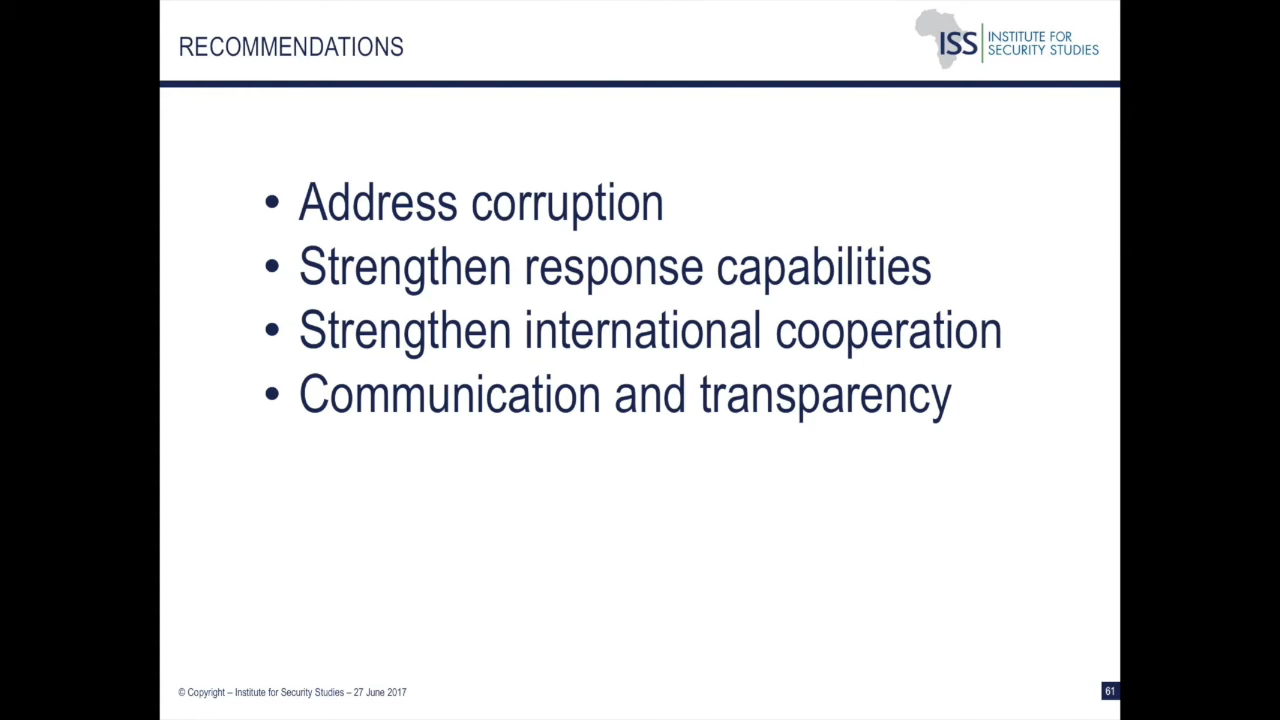 RECOMMENDATIONS
ISS
INSTITUTE FOR
SECURITY STUDIES
• Address corruption
• Strengthen response capabilities
• Strengthen international cooperation
• Communication and transparency
© Copyright – Institute for Security Studies – 27 June 2017
61